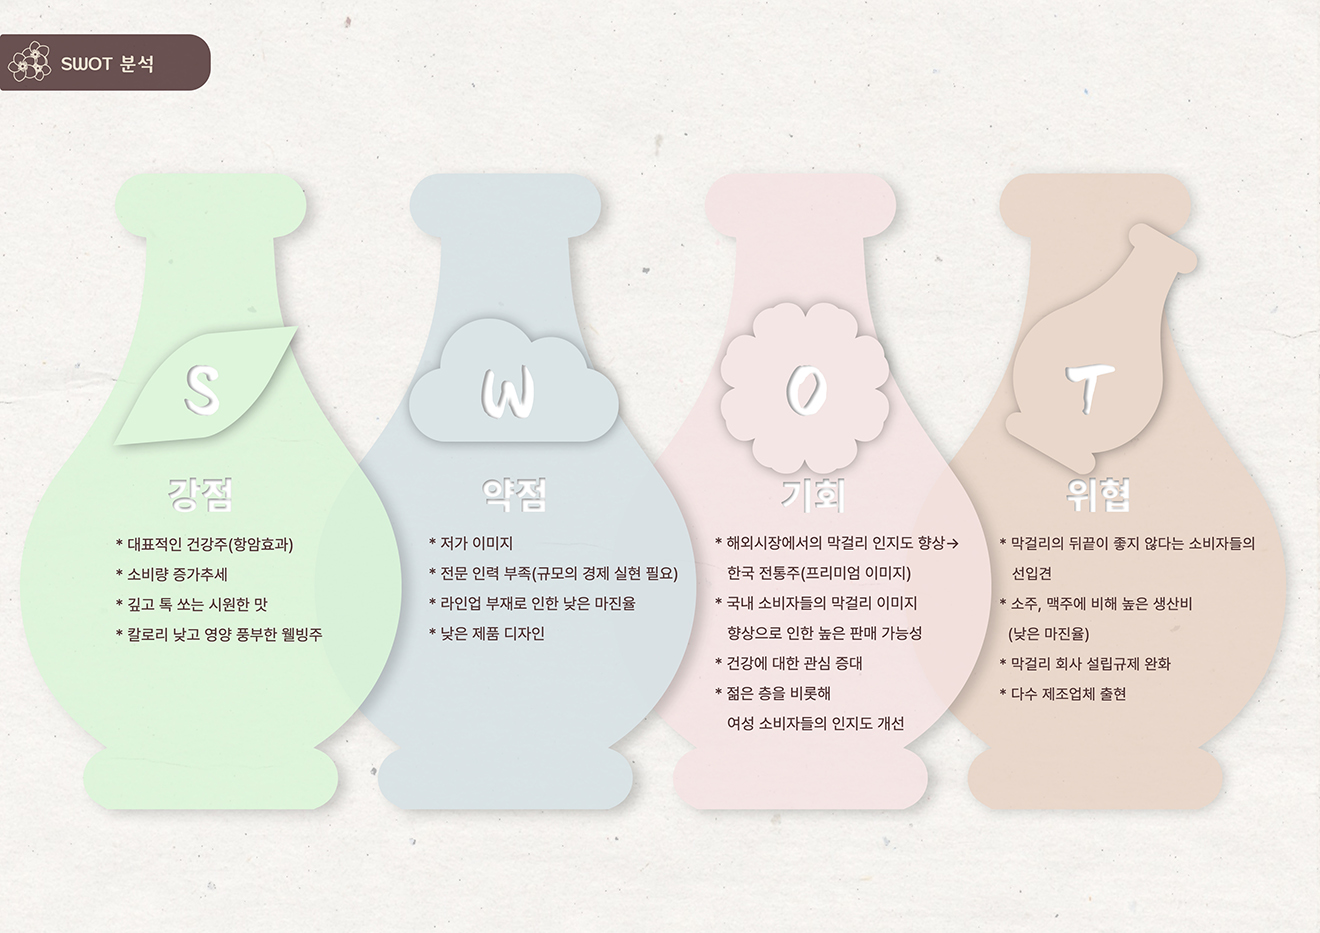 SWOT 분석
S
강점
* 대표적인 건강주(항암효과)
* 소비량 증가추세
* 깊고 톡 쏘는 시원한 맛
* 칼로리 낮고 영양 풍부한 웰빙주
W
약점
* 저가 이미지
* 전문 인력 부족(규모의 경제 실현 필요)
* 라인업 부재로 인한 낮은 마진율
* 낮은 제품 디자인
O
기회
* 해외시장에서의 막걸리 인지도 향상→
한국 전통주(프리미엄 이미지)
* 국내 소비자들의 막걸리 이미지
향상으로 인한 높은 판매 가능성
* 건강에 대한 관심 증대
* 젊은 층을 비롯해
여성 소비자들의 인지도 개선
T
위협
* 막걸리의 뒤끝이 좋지 않다는 소비자들의
선입견
* 소주, 맥주에 비해 높은 생산비
(낮은 마진율)
* 막걸리 회사 설립규제 완화
* 다수 제조업체 출현